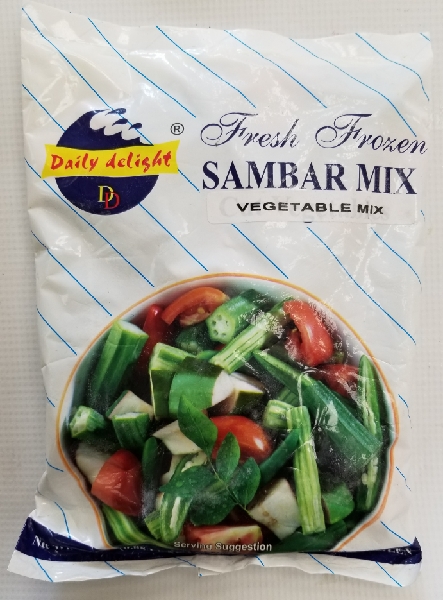 Fresh Frozen
®
Daily delight
DD
SAMBAR MIX
VEGETABLE MIX
Serving Suggestion